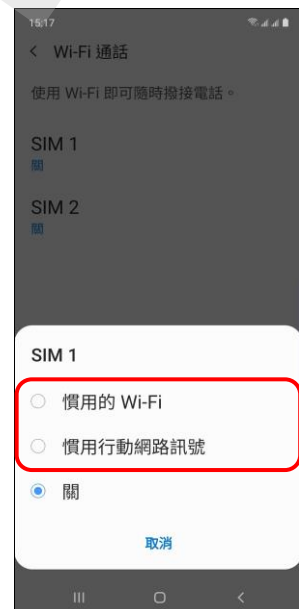 15:17
Wi-Fi 通話
使用 Wi-Fi 即可隨時撥接電話。
SIM 1
關
SIM 2
關
SIM 1
慣用的 Wi-Fi
慣用行動網路訊號
關
取消